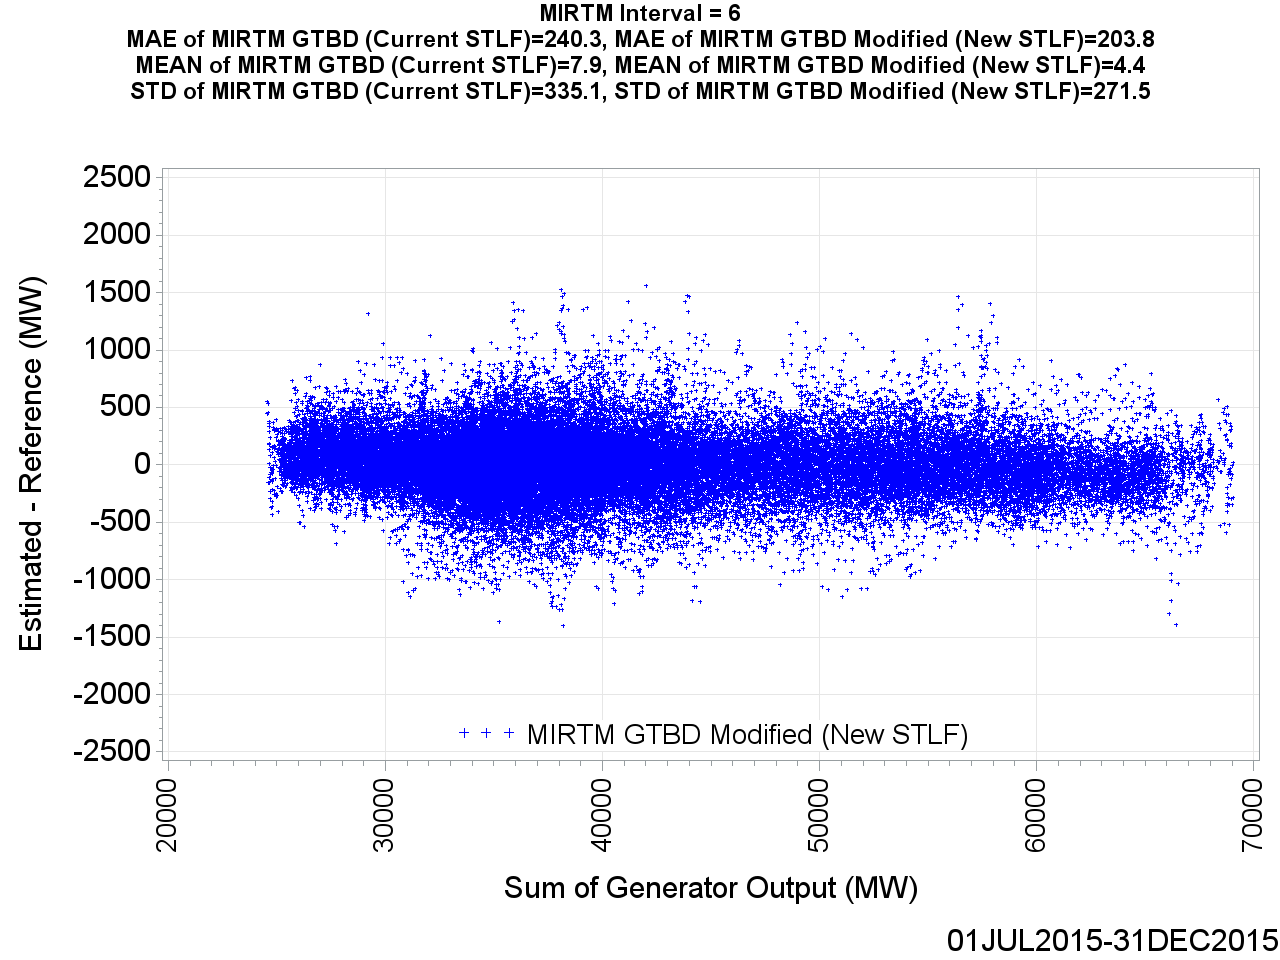 MIRTM Interval = 6
MAE of MIRTM GTBD (Current STLF)=240.3, MAE of MIRTM GTBD Modified (New STLF)=203.8
MEAN of MIRTM GTBD (Current STLF)=7.9, MEAN of MIRTM GTBD Modified (New STLF)=4.4
STD of MIRTM GTBD (Current STLF)=335.1, STD of MIRTM GTBD Modified (New STLF)=271.5
Estimated - Reference (MW)
2500
2000
1500
1000
500
0
-500
-1000
-1500
-2000
-2500
MIRTM GTBD Modified (New STLF)
20000
30000
40000
50000
60000
70000
Sum of Generator Output (MW)
01JUL2015-31DEC2015